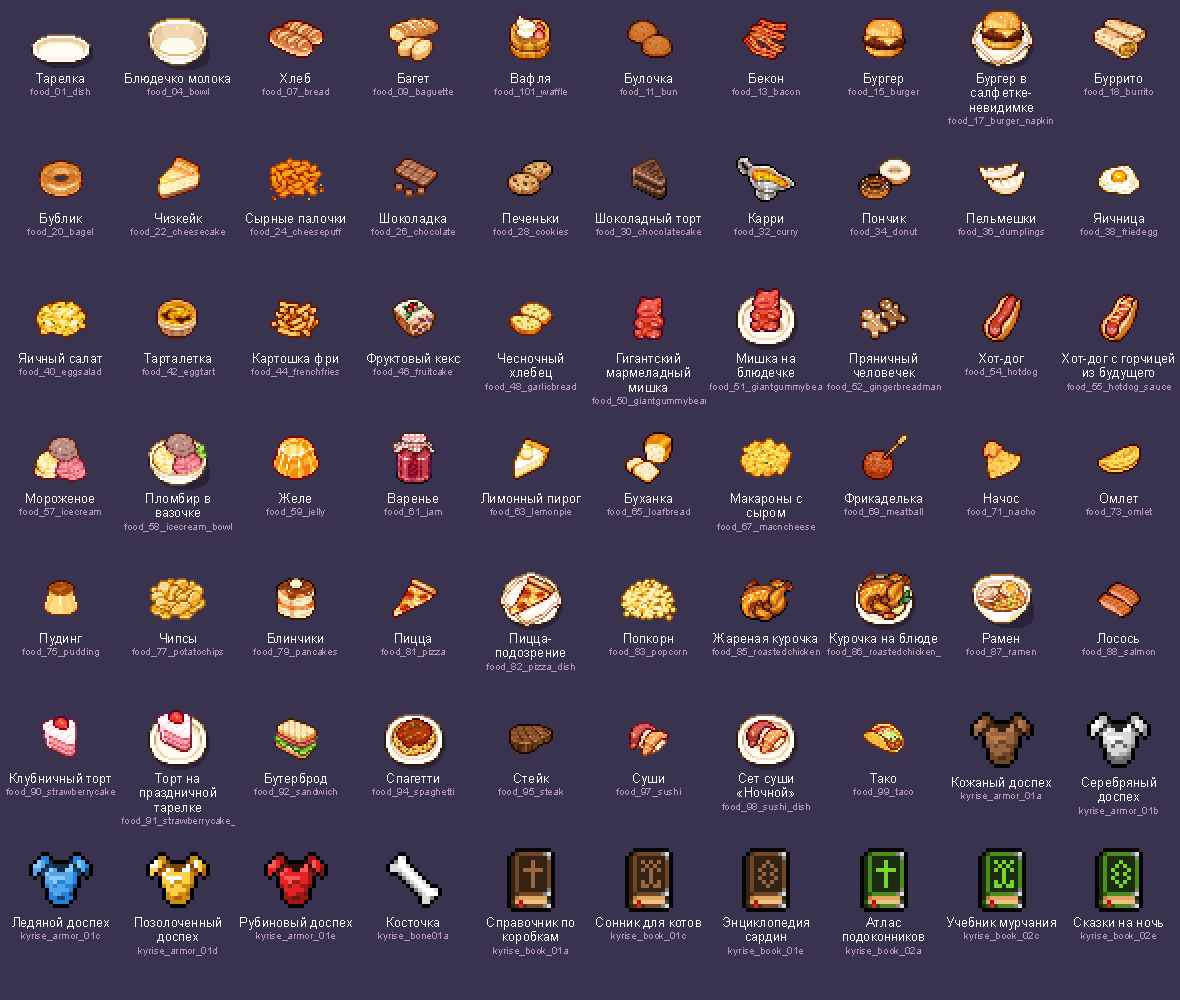 Тарелка
food_01_dish
Блюдечко молока
food_04_bowl
Хлеб
food_07_bread
Багет
food_09_baguette
Вафля
food_101_waffle
Булочка
food_11_bun
Бекон
food_13_bacon
Бургер
food_15_burger
Бургер в
салфетке-
невидимке
food_17_burger_napkin
Буррито
food_18_burrito
Бублик
food_20_bagel
Чизкейк
food_22_cheesecake
Сырные палочки
food_24_cheesepuff
Шоколадка
food_26_chocolate
Печеньки
food_28_cookies
Шоколадный торт
food_30_chocolatecake
Карри
food_32_curry
Пончик
food_34_donut
Пельмешки
food_36_dumplings
Яичница
food_38_friedegg
Яичный салат
food_40_eggsalad
Тарталетка
food_42_eggtart
Картошка фри
food_44_frenchfries
Фруктовый кекс
food_46_fruitcake
Чесночный
хлебец
food_48_garlicbread
Гигантский
мармеладный
мишка
food_50_giantgummybear
Мишка на
блюдечке
food_51_giantgummybea
Пряничный
человечек
food_52_gingerbreadman
Хот-дог
food_54_hotdog
Хот-дог с горчицей
из будущего
food_55_hotdog_sauce
Мороженое
food_57_icecream
Пломбир в
вазочке
food_58_icecream_bowl
Желе
food_59_jelly
Варенье
food_61_jam
Лимонный пирог
food_63_lemonpie
Буханка
food_65_loafbread
Макароны с
сыром
food_67_macncheese
Фрикаделька
food_69_meatball
Начос
food_71_nacho
Омлет
food_73_omlet
Пудинг
food_75_pudding
Чипсы
food_77_potatochips
Блинчики
food_79_pancakes
Пицца
food_81_pizza
Пицца-
подозрение
food_82_pizza_dish
Попкорн
food_83_popcorn
Жареная курочка
food_85_roastedchicken
Курочка на блюде
food_86_roastedchicken_
Рамен
food_87_ramen
Лосось
food_88_salmon
Клубничный торт
food_90_strawberrycake
Торт на
праздничной
тарелке
food_91_strawberrycake_
Бутерброд
food_92_sandwich
Спагетти
food_94_spaghetti
Стейк
food_95_steak
Суши
food_97_sushi
Сет суши
«Ночной»
food_98_sushi_dish
Тако
food_99_taco
Кожаный доспех
kyrise_armor_01a
Серебряный
доспех
kyrise_armor_01b
Ледяной доспех
kyrise_armor_01c
Позолоченный
доспех
kyrise_armor_01d
Рубиновый доспех
kyrise_armor_01e
Косточка
kyrise_bone01a
Справочник по
коробкам
kyrise_book_01a
Сонник для котов
kyrise_book_01c
Энциклопедия
сардин
kyrise_book_01e
Атлас
подоконников
kyrise_book_02a
Учебник мурчания
kyrise_book_02c
Сказки на ночь
kyrise_book_02e